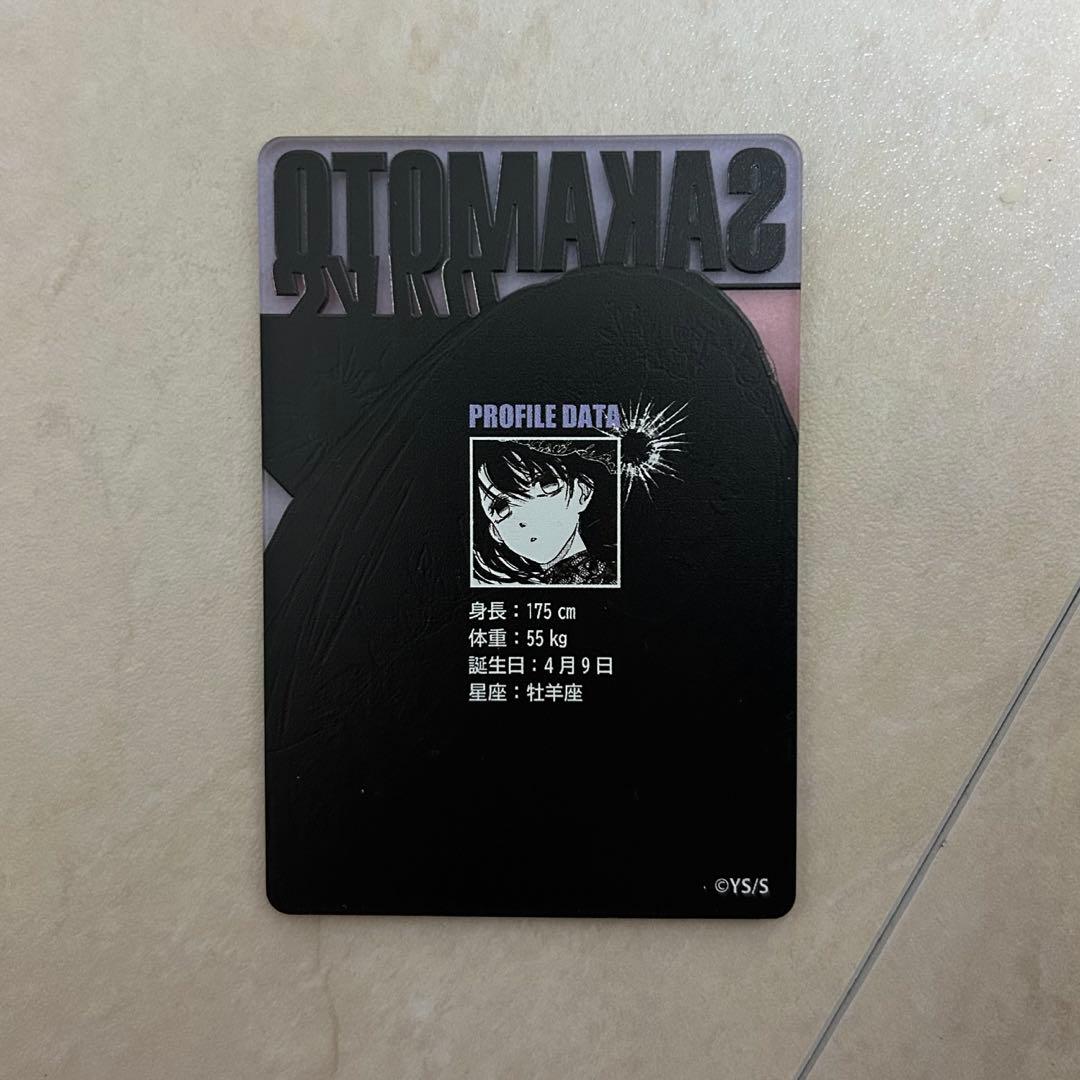 SAKAMOTO
DAYS
PROFILE DATA
身長：175 cm
体重：55 kg
誕生日：4月9日
星座：牡羊座
©YS/S